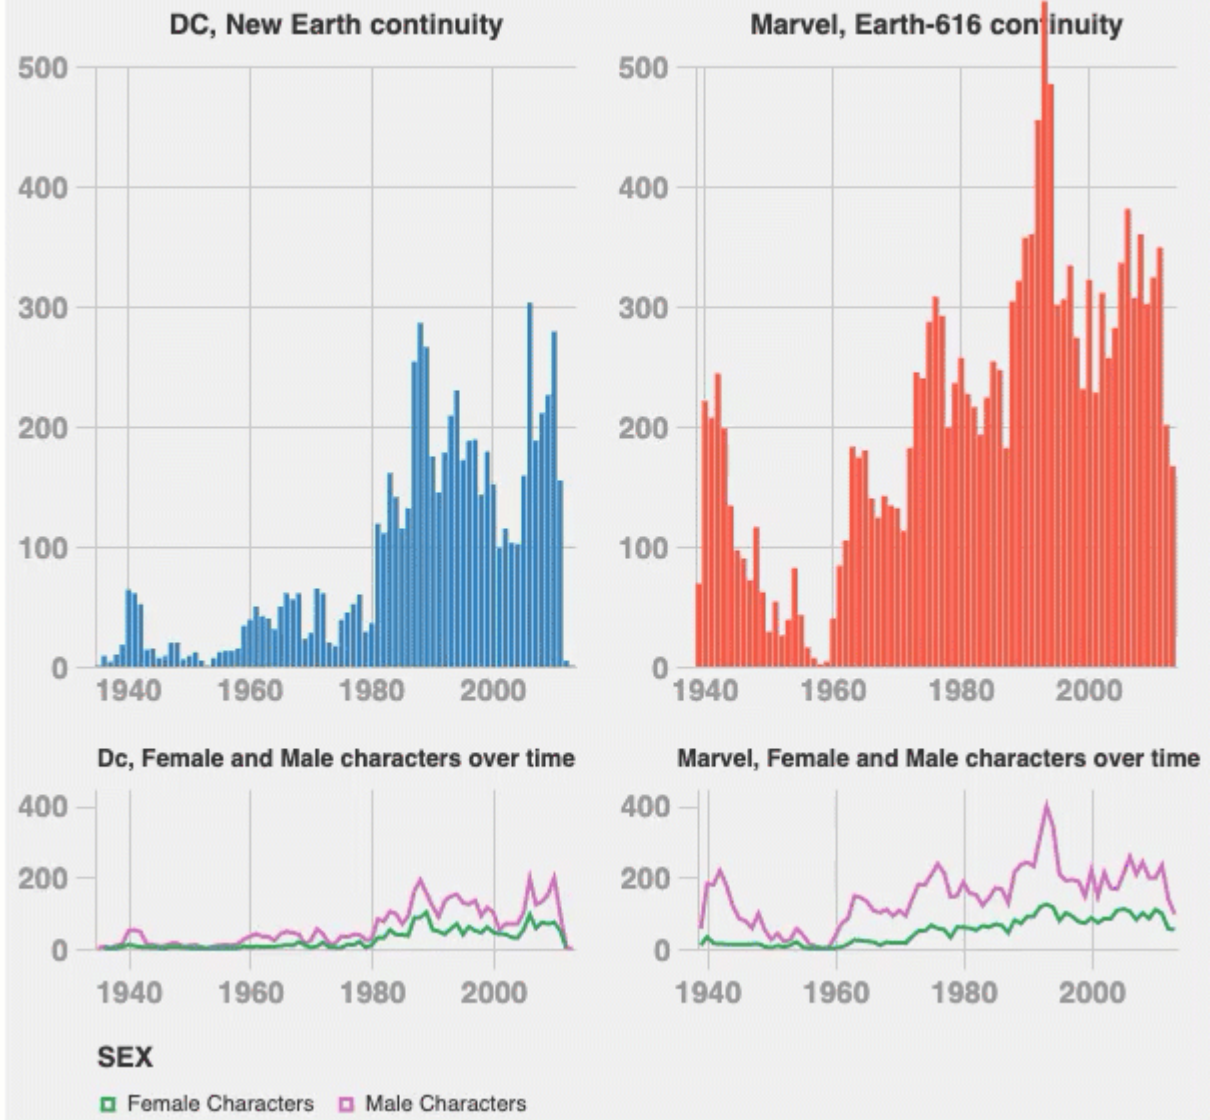 DC, New Earth continuity
Marvel, Earth-616 continuity
500
400
300
200
100
0
1940 1960 1980 2000
500
400
300
200
100
0
1940 1960 1980 2000
Dc, Female and Male characters over time
Marvel, Female and Male characters over time
400
200
0
1940 1960 1980 2000
400
200
0
1940 1960 1980 2000
SEX
Female Characters Male Characters